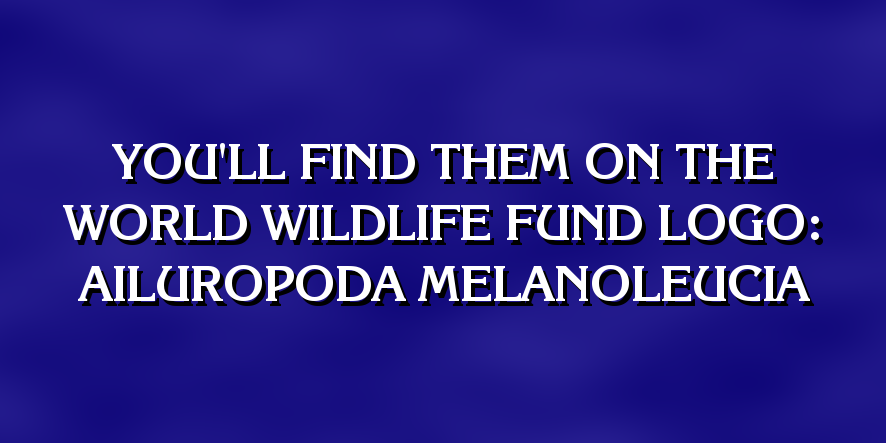 YOU'LL FIND THEM ON THE
WORLD WILDLIFE FUND LOGO:
AILUROPODA MELANOLEUCIA